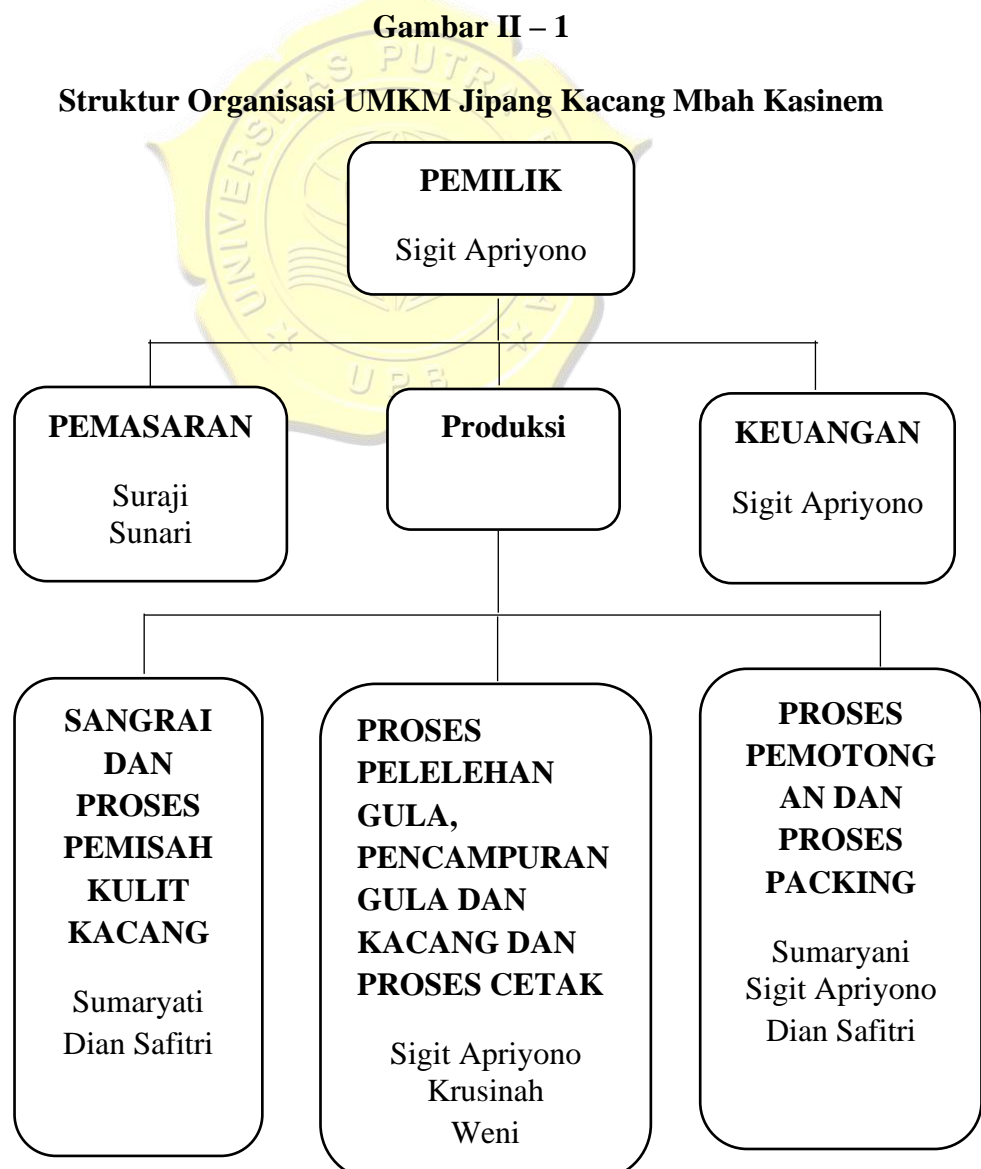 Gambar II – 1
Struktur Organisasi UMKM Jipang Kacang Mbah Kasinem
PEMILIK
Sigit Apriyono
PEMASARAN
Suraji
Sunari
Produksi
KEUANGAN
Sigit Apriyono
SANGRAI
DAN
PROSES
PEMISAH
KULIT
KACANG
Sumaryati
Dian Safitri
PROSES
PELELEHAN
GULA,
PENCAMPURAN
GULA DAN
KACANG DAN
PROSES CETAK
Sigit Apriyono
Krusinah
Weni
PROSES
PEMOTONG
AN DAN
PROSES
PACKING
Sumaryani
Sigit Apriyono
Dian Safitri
UPB